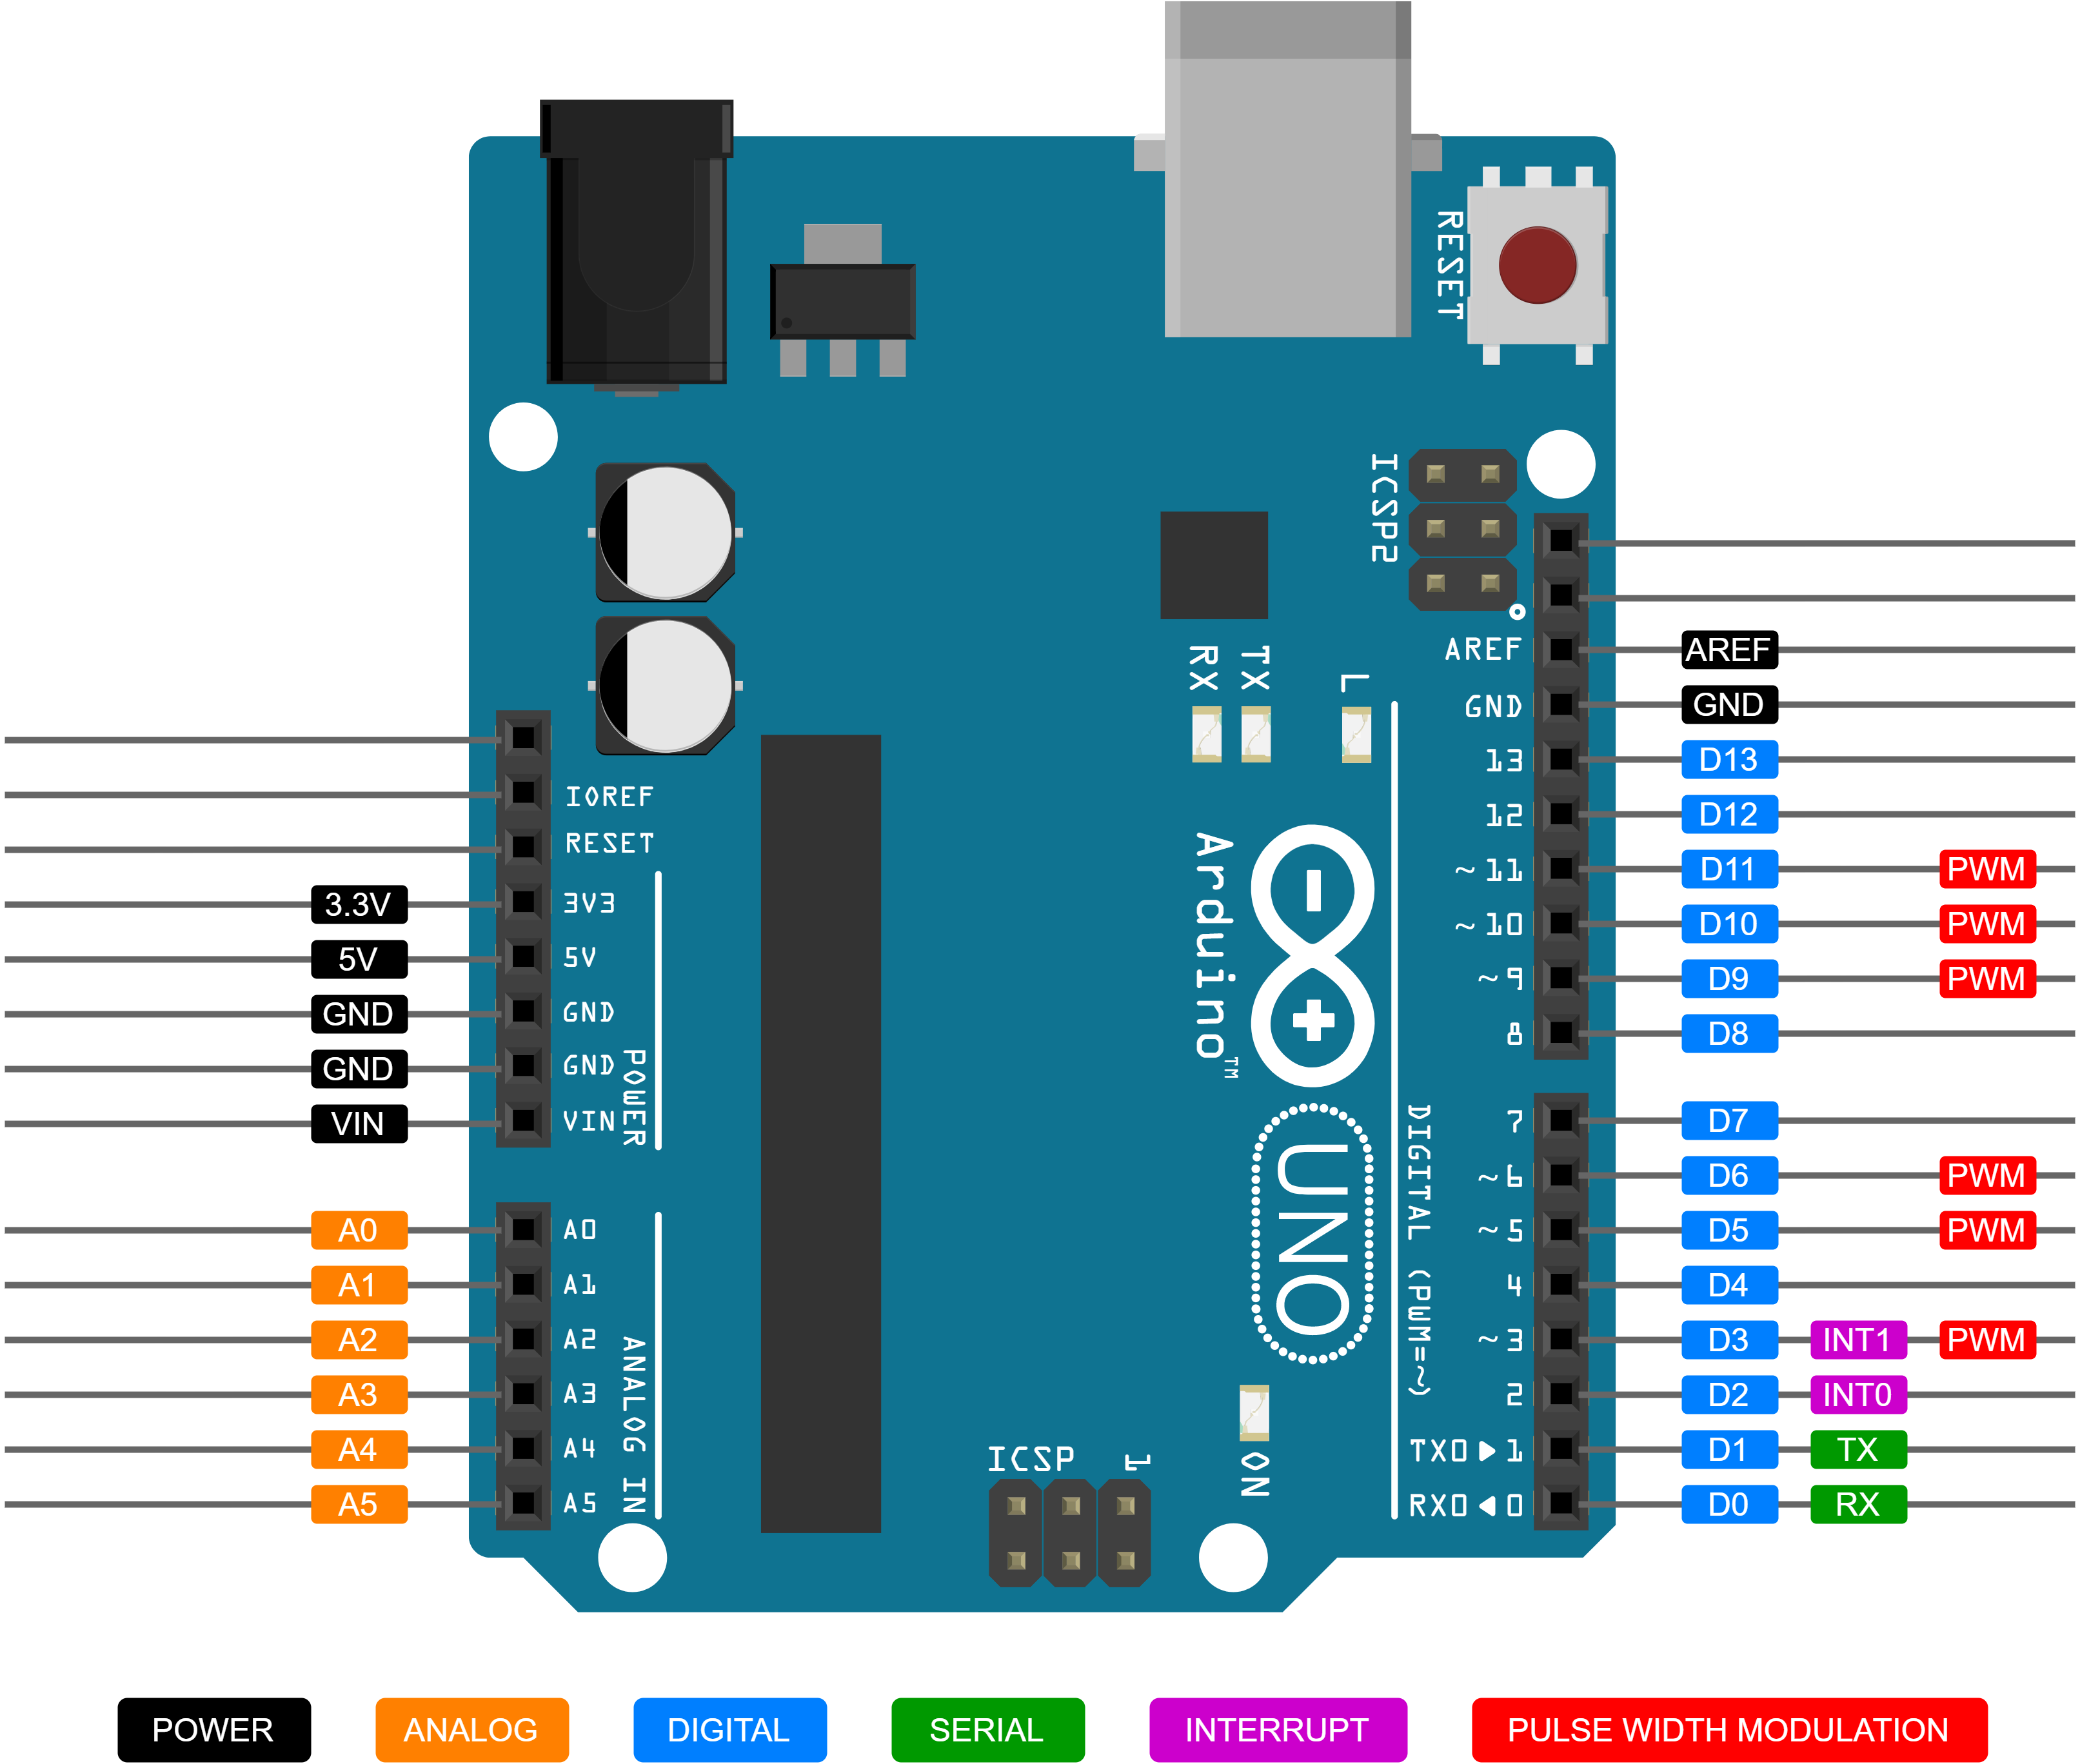 RESET
ICSP2
RX
TX
L
AREF
AREF
GND
GND
13
D13
12
D12
~11
D11
PWM
~10
D10
PWM
~9
D9
PWM
8
D8
IOREF
RESET
3.3V
3V3
5V
5V
GND
GND
GND
GND
VIN
VIN
POWER
Arduino™
UNO
DIGITAL (PWM=~)
7
D7
~6
D6
PWM
~5
D5
PWM
4
D4
~3
D3
INT1
PWM
2
D2
INT0
TX0▶1
D1
TX
RX0◀0
D0
RX
A0
A0
A1
A1
A2
A2
A3
A3
A4
A4
A5
A5
ANALOG IN
ICSP
1
ON
POWER
ANALOG
DIGITAL
SERIAL
INTERRUPT
PULSE WIDTH MODULATION